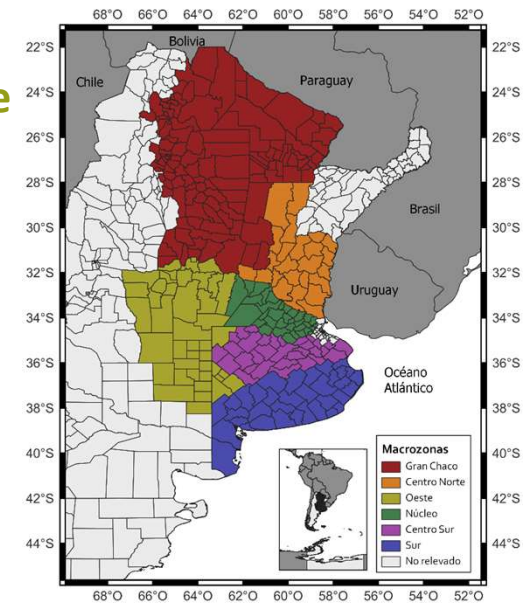 68°O 66°O 64°O 62°O 60°O 58°O 56°O 54°O 52°O
22°S 22°S
24°S 24°S
26°S 26°S
28°S 28°S
30°S 30°S
32°S 32°S
34°S 34°S
36°S 36°S
38°S 38°S
40°S 40°S
42°S 42°S
44°S 44°S
e
Bolivia
Chile
Paraguay
Brasil
Uruguay
Océano
Atlántico
Macrozonas
Gran Chaco
Centro Norte
Oeste
Núcleo
Centro Sur
Sur
No relevado
68°O 66°O 64°O 62°O 60°O 58°O 56°O 54°O 52°O